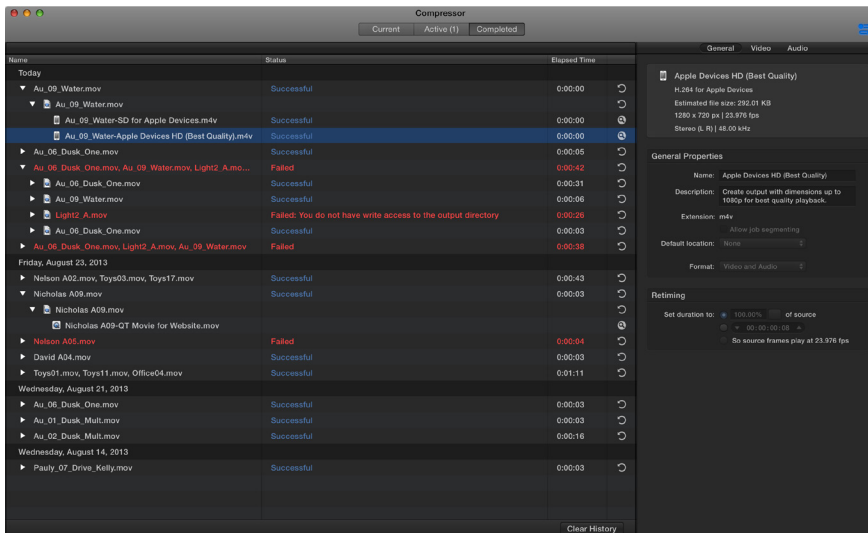 Compressor
Current Active (1) Completed
General Video Audio
Name Status Elapsed Time
Today
Au_09_Water.mov Successful 0:00:00
Au_09_Water.mov
Au_09_Water-SD for Apple Devices.m4v Successful 0:00:00
Au_09_Water-Apple Devices HD (Best Quality).m4v Successful 0:00:00
Au_06_Dusk_One.mov Successful 0:00:05
Au_06_Dusk_One.mov, Au_09_Water.mov, Light2_A.mo... Failed 0:00:42
Au_06_Dusk_One.mov Successful 0:00:31
Au_09_Water.mov Successful 0:00:06
Light2_A.mov Failed: You do not have write access to the output directory 0:00:26
Au_06_Dusk_One.mov Successful 0:00:03
Au_06_Dusk_One.mov, Light2_A.mov, Au_09_Water.mov Failed 0:00:38
Friday, August 23, 2013
Nelson A02.mov, Toys03.mov, Toys17.mov Successful 0:00:43
Nicholas A09.mov Successful 0:00:03
Nicholas A09.mov
Nicholas A09-QT Movie for Website.mov
Nelson A05.mov Failed 0:00:04
David A04.mov Successful 0:00:03
Toys01.mov, Toys11.mov, Office04.mov Successful 0:01:11
Wednesday, August 21, 2013
Au_06_Dusk_One.mov Successful 0:00:03
Au_01_Dusk_Mult.mov Successful 0:00:03
Au_02_Dusk_Mult.mov Successful 0:00:16
Wednesday, August 14, 2013
Pauly_07_Drive_Kelly.mov Successful 0:00:03
Clear History
Apple Devices HD (Best Quality)
H.264 for Apple Devices
Estimated file size: 292.01 KB
1280 x 720 px | 23.976 fps
Stereo (L R) | 48.00 kHz
General Properties
Name: Apple Devices HD (Best Quality)
Description: Create output with dimensions up to
1080p for best quality playback.
Extension: m4v
Allow job segmenting
Default location: None
Format: Video and Audio
Retiming
Set duration to: 100.00% of source
00:00:00:08
So source frames play at 23.976 fps